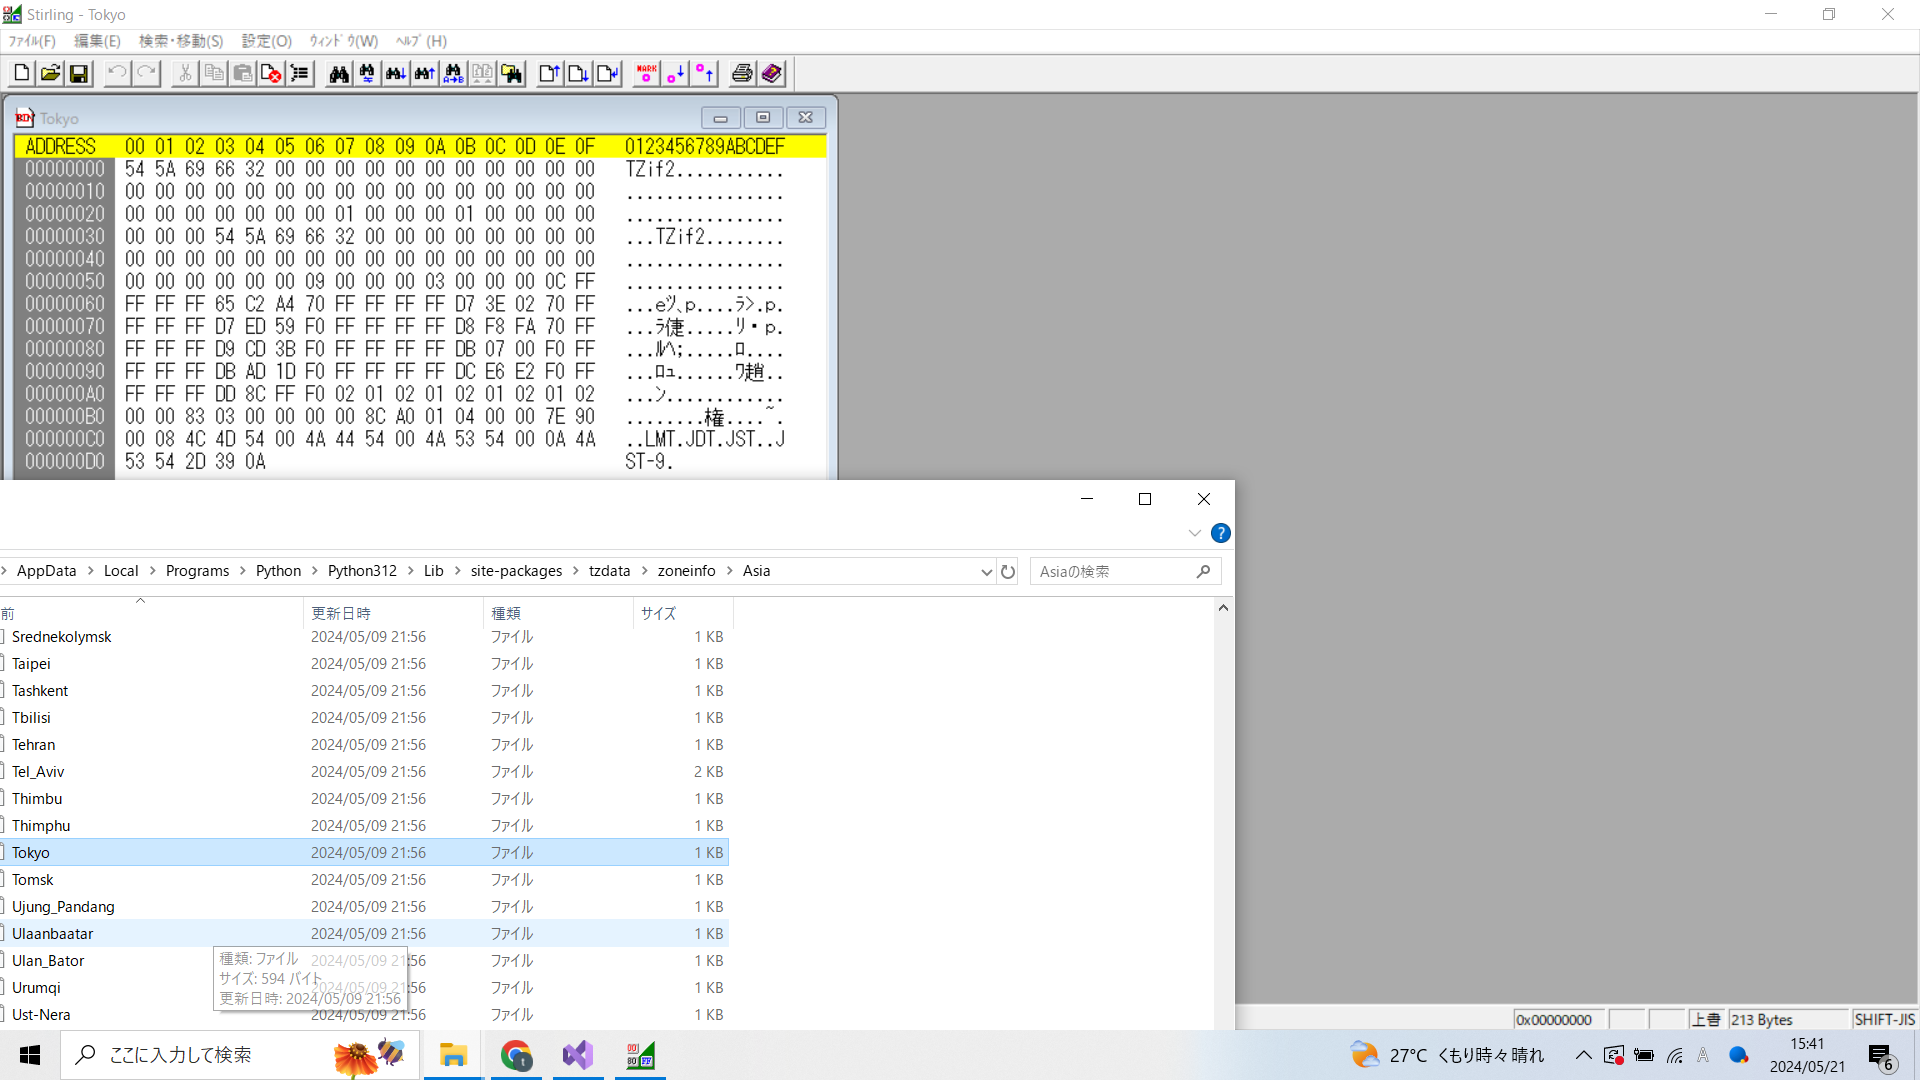 Stirling - Tokyo
ﾌｧｲﾙ(F) 編集(E) 検索・移動(S) 設定(O) ｳｨﾝﾄﾞｳ(W) ﾍﾙﾌﾟ(H)
Tokyo
ADDRESS 00 01 02 03 04 05 06 07 08 09 0A 0B 0C 0D 0E 0F 0123456789ABCDEF
00000000 54 5A 69 66 32 00 00 00 00 00 00 00 00 00 00 00 TZif2...........
00000010 00 00 00 00 00 00 00 00 00 00 00 00 00 00 00 00 ................
00000020 00 00 00 00 00 00 00 01 00 00 00 01 00 00 00 00 ................
00000030 00 00 00 54 5A 69 66 32 00 00 00 00 00 00 00 00 ...TZif2........
00000040 00 00 00 00 00 00 00 00 00 00 00 00 00 00 00 00 ................
00000050 00 00 00 00 00 00 09 00 00 00 03 00 00 00 0C FF ................
00000060 FF FF FF 65 C2 A4 70 FF FF FF FF D7 3E 02 70 FF ...eﾂ､p....ﾗ>.p.
00000070 FF FF FF D7 ED 59 F0 FF FF FF FF D8 F8 FA 70 FF ...ﾗ倢.....ﾘ・p.
00000080 FF FF FF D9 CD 3B F0 FF FF FF FF DB 07 00 F0 FF ...ﾙﾍ;.....ﾛ....
00000090 FF FF FF DB AD 1D F0 FF FF FF FF DC E6 E2 F0 FF ...ﾛｭ......ﾜ趙..
000000A0 FF FF FF DD 8C FF F0 02 01 02 01 02 01 02 01 02 ...ﾝ............
000000B0 00 00 83 03 00 00 00 00 8C A0 01 04 00 00 7E 90 ........権....~.
000000C0 00 08 4C 4D 54 00 4A 44 54 00 4A 53 54 00 0A 4A ..LMT.JDT.JST..J
000000D0 53 54 2D 39 0A ST-9.
AppData Local Programs Python Python312 Lib site-packages tzdata zoneinfo Asia Asiaの検索
前 更新日時 種類 サイズ
Srednekolymsk 2024/05/09 21:56 ファイル 1 KB
Taipei 2024/05/09 21:56 ファイル 1 KB
Tashkent 2024/05/09 21:56 ファイル 1 KB
Tbilisi 2024/05/09 21:56 ファイル 1 KB
Tehran 2024/05/09 21:56 ファイル 1 KB
Tel_Aviv 2024/05/09 21:56 ファイル 2 KB
Thimbu 2024/05/09 21:56 ファイル 1 KB
Thimphu 2024/05/09 21:56 ファイル 1 KB
Tokyo 2024/05/09 21:56 ファイル 1 KB
Tomsk 2024/05/09 21:56 ファイル 1 KB
Ujung_Pandang 2024/05/09 21:56 ファイル 1 KB
Ulaanbaatar 2024/05/09 21:56 ファイル 1 KB
Ulan_Bator 2024/05/09 21:56 ファイル 1 KB
Urumqi 2024/05/09 21:56 ファイル 1 KB
Ust-Nera 2024/05/09 21:56 ファイル 1 KB
種類: ファイル
サイズ: 594 バイト
更新日時: 2024/05/09 21:56
0x00000000 上書 213 Bytes SHIFT-JIS
ここに入力して検索
27°C くもり時々晴れ
A
15:41
2024/05/21
6